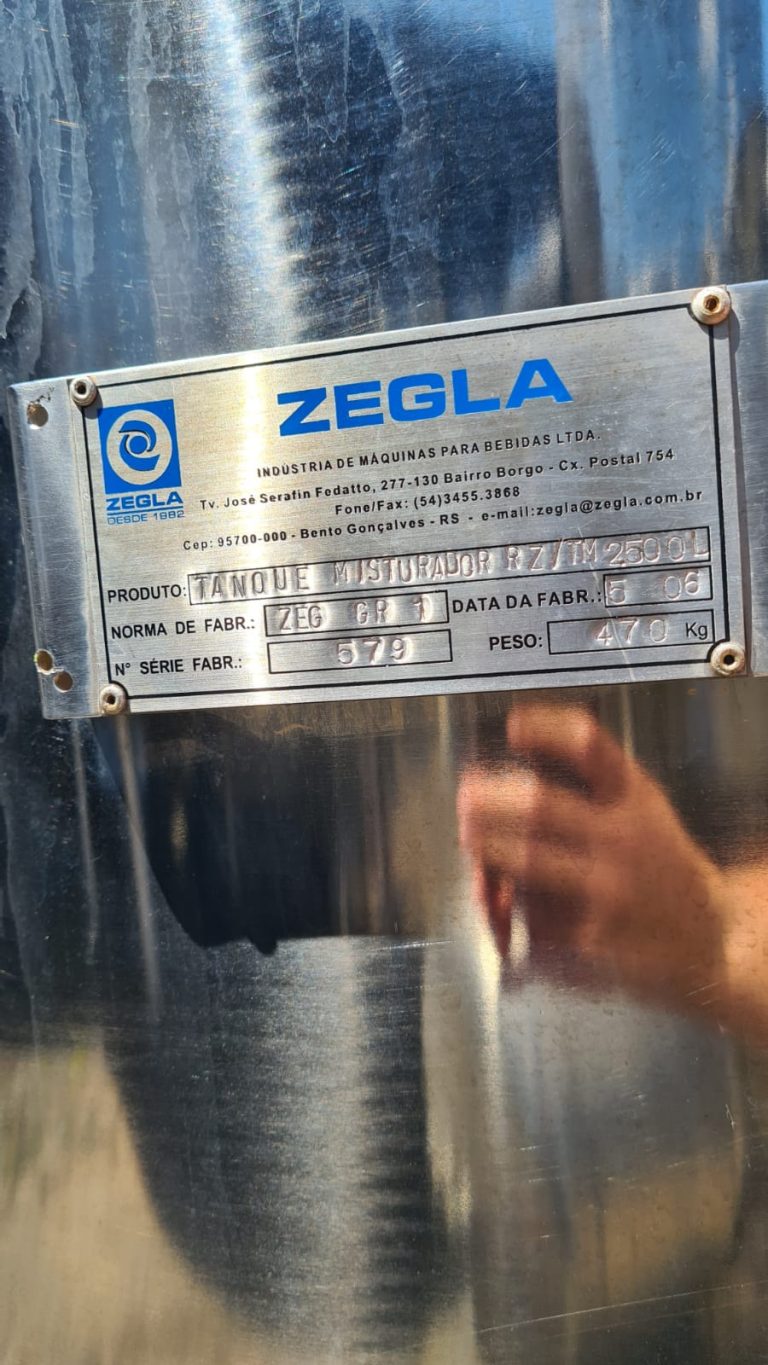 ZEGLA
ZEGLA
DESDE 1982
INDÚSTRIA DE MÁQUINAS PARA BEBIDAS LTDA.
Tv. José Serafin Fedatto, 277-130 Bairro Borgo - Cx. Postal 754
Fone/Fax: (54)3455.3868
Cep: 95700-000 - Bento Gonçalves - RS - e-mail:zegla@zegla.com.br
PRODUTO: TANQUE MISTURADOR RZ/TM 2500L
NORMA DE FABR.: ZEG GR 1 DATA DA FABR.: 5 06
N° SÉRIE FABR.: 579 PESO: 470 Kg